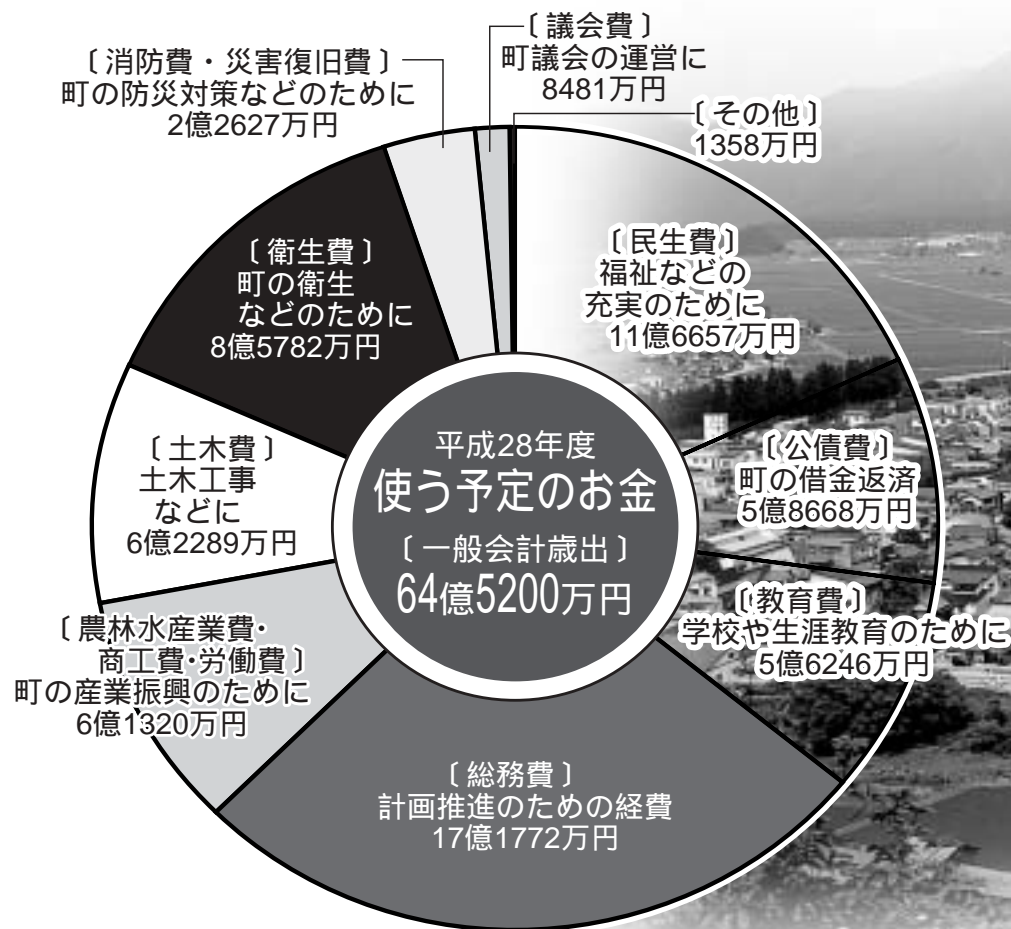 〔議会費〕
町議会の運営に
8481万円
〔消防費・災害復旧費〕
町の防災対策などのために
2億2627万円
〔その他〕
1358万円
〔民生費〕
福祉などの
充実のために
11億6657万円
〔衛生費〕
町の衛生
などのために
8億5782万円
〔公債費〕
町の借金返済
5億8668万円
平成28年度
使う予定のお金
〔一般会計歳出〕
64億5200万円
〔土木費〕
土木工事
などに
6億2289万円
〔教育費〕
学校や生涯教育のために
5億6246万円
〔農林水産業費・
商工費・労働費〕
町の産業振興のために
6億1320万円
〔総務費〕
計画推進のための経費
17億1772万円